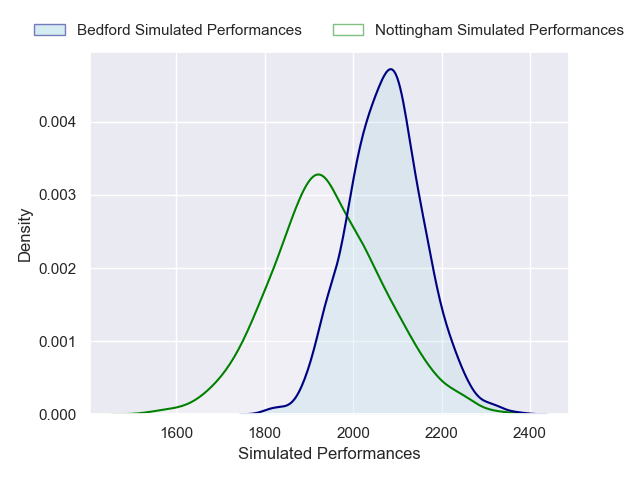 Bedford Simulated Performances
Nottingham Simulated Performances
Density
0.004
0.003
0.002
0.001
0.000
1600 1800 2000 2200 2400
Simulated Performances